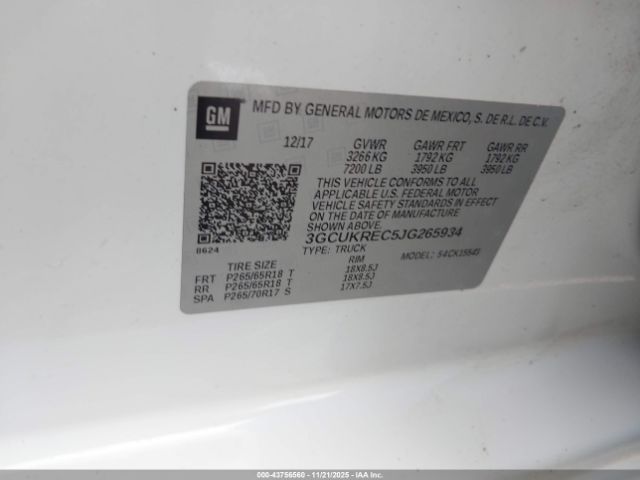 GM MFD BY GENERAL MOTORS DE MEXICO, S. DE R.L. DE C.V.
12/17 GVWR GAWR FRT GAWR RR
3266 KG 1792 KG 1792 KG
7200 LB 3950 LB 3950 LB
THIS VEHICLE CONFORMS TO ALL
APPLICABLE U.S. FEDERAL MOTOR
VEHICLE SAFETY STANDARDS IN EFFECT
ON THE DATE OF MANUFACTURE
SHOWN ABOVE.
3GCUKREC5JG265934
8624
TYPE: TRUCK MODEL: 54CK15543
TIRE SIZE RIM
FRT P265/65R18 T 18X8.5J
RR P265/65R18 T 18X8.5J
SPA P265/70R17 S 17X7.5J
000-43756560 - 11/21/2025 - IAA Inc.